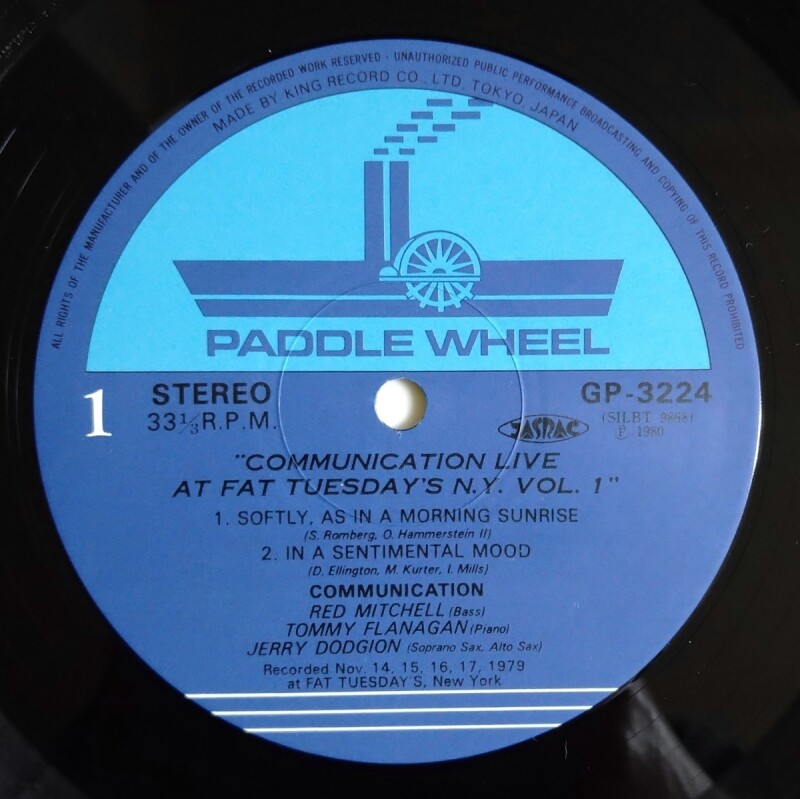 ALL RIGHTS OF THE MANUFACTURER AND OF THE OWNER OF THE RECORDED WORK RESERVED · UNAUTHORIZED PUBLIC PERFORMANCE BROADCASTING AND COPYING OF THIS RECORD PROHIBITED
MADE BY KING RECORD CO., LTD. TOKYO, JAPAN
PADDLE WHEEL
1
STEREO
33⅓ R.P.M.
GP-3224
(SILBT 9868)
JASRAC
Ⓟ 1980
"COMMUNICATION LIVE
AT FAT TUESDAY'S N.Y. VOL. 1"
1. SOFTLY, AS IN A MORNING SUNRISE
(S. Romberg, O. Hammerstein II)
2. IN A SENTIMENTAL MOOD
(D. Ellington, M. Kurter, I. Mills)
COMMUNICATION
RED MITCHELL (Bass)
TOMMY FLANAGAN (Piano)
JERRY DODGION (Soprano Sax, Alto Sax)
Recorded Nov. 14, 15, 16, 17, 1979
at FAT TUESDAY'S, New York